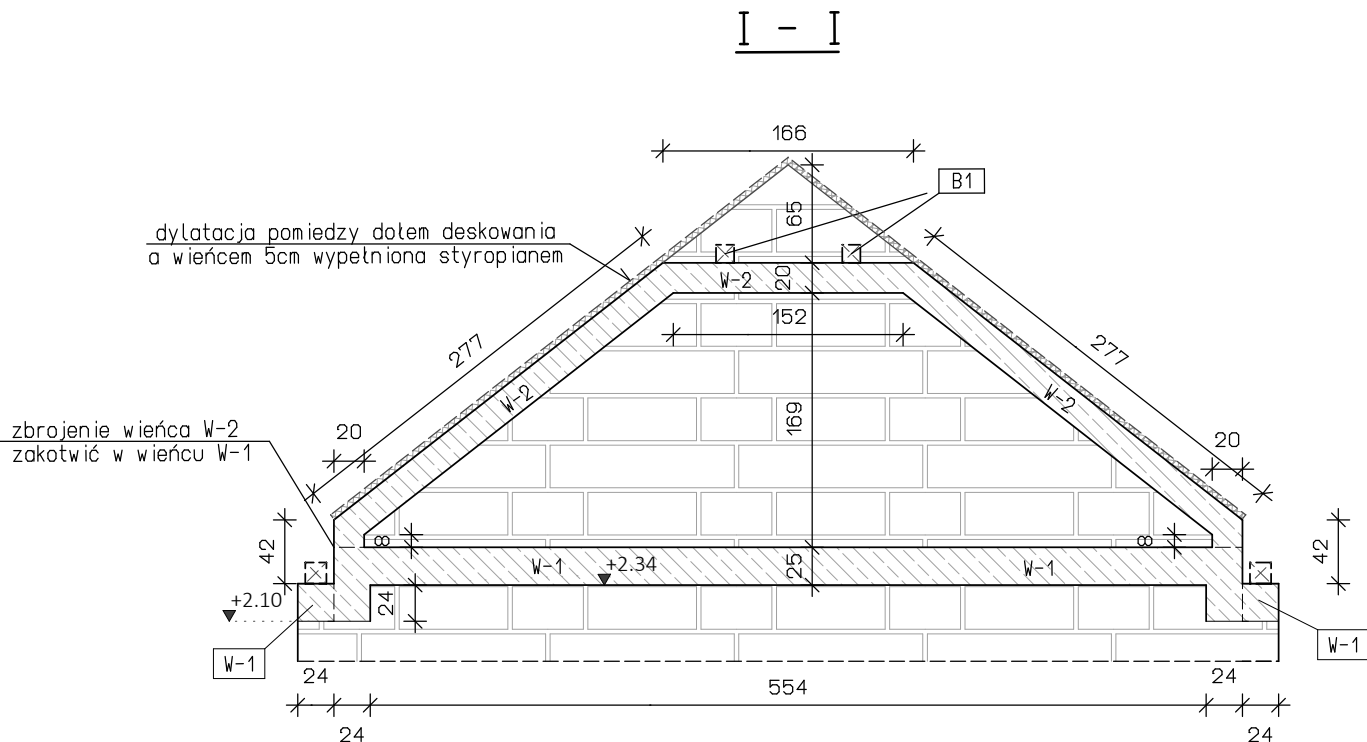 I - I
166
B1
65
dylatacja pomiedzy dołem deskowania
a wieńcem 5cm wypełniona styropianem
W-2
20
152
277
277
W-2
W-2
169
zbrojenie wieńca W-2
zakotwić w wieńcu W-1
20
20
42
8
8
42
W-1
+2.34
25
W-1
+2.10
24
W-1
W-1
24
554
24
24
24